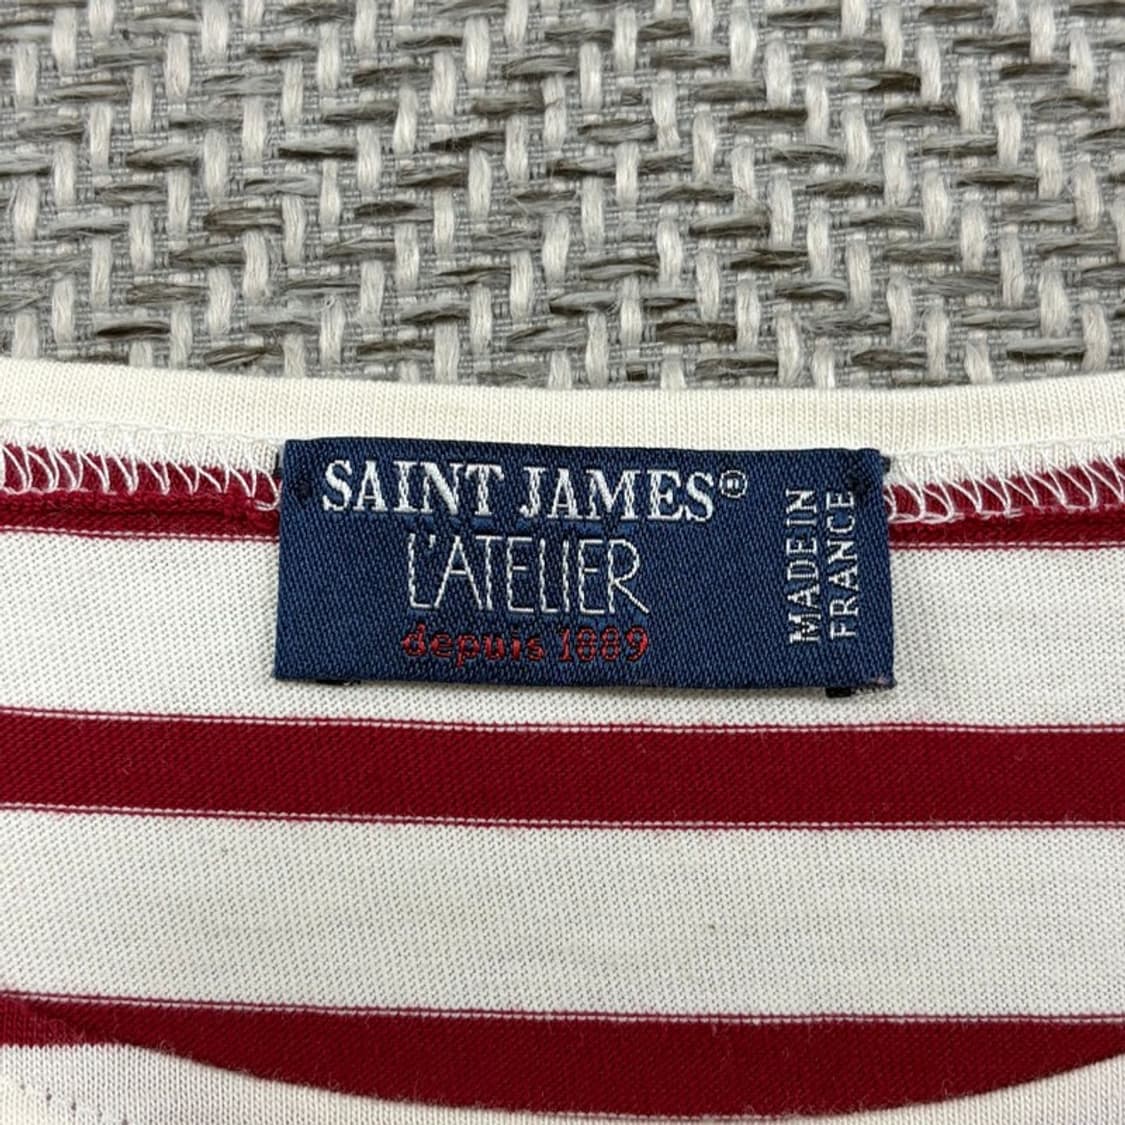 SAINT JAMES®
L'ATELIER
depuis 1889
MADE IN
FRANCE